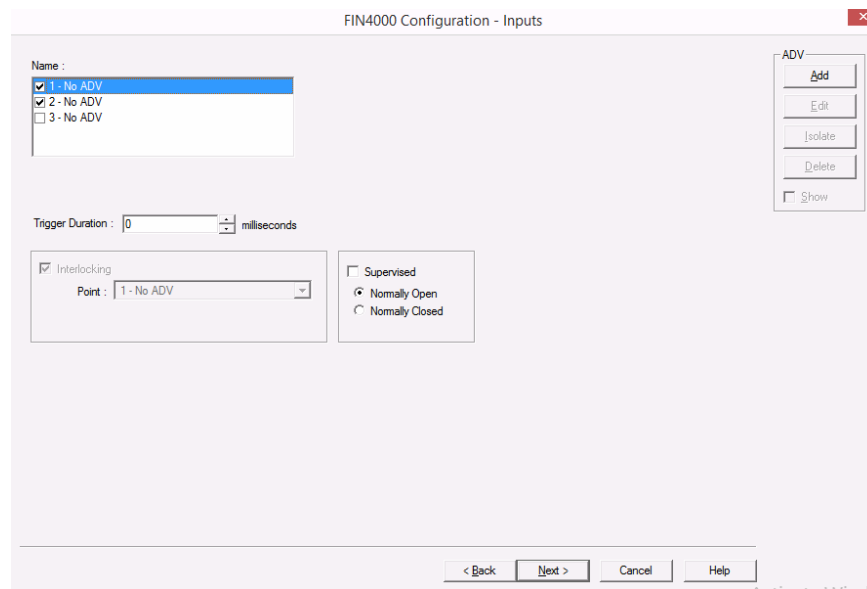 FIN4000 Configuration - Inputs
Name :
1 - No ADV
2 - No ADV
3 - No ADV
ADV
Add
Edit
Isolate
Delete
Show
Trigger Duration : 0 milliseconds
Interlocking
Point : 1 - No ADV
Supervised
Normally Open
Normally Closed
< Back Next > Cancel Help